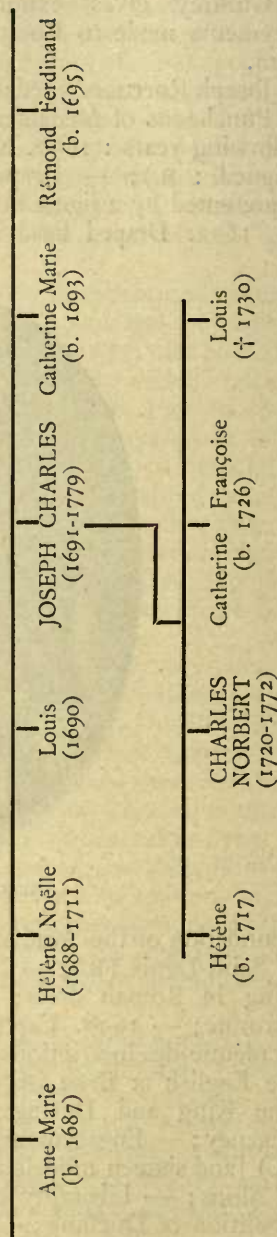 Anne Marie
(b. 1687)
Hélène Noëlle
(1688-1711)
Louis
(1690)
JOSEPH CHARLES
(1691-1779)
Catherine Marie
(b. 1693)
Rémond Ferdinand
(b. 1695)
Hélène
(b. 1717)
CHARLES
NORBERT
(1720-1772)
Catherine Françoise
(b. 1726)
Louis
(† 1730)